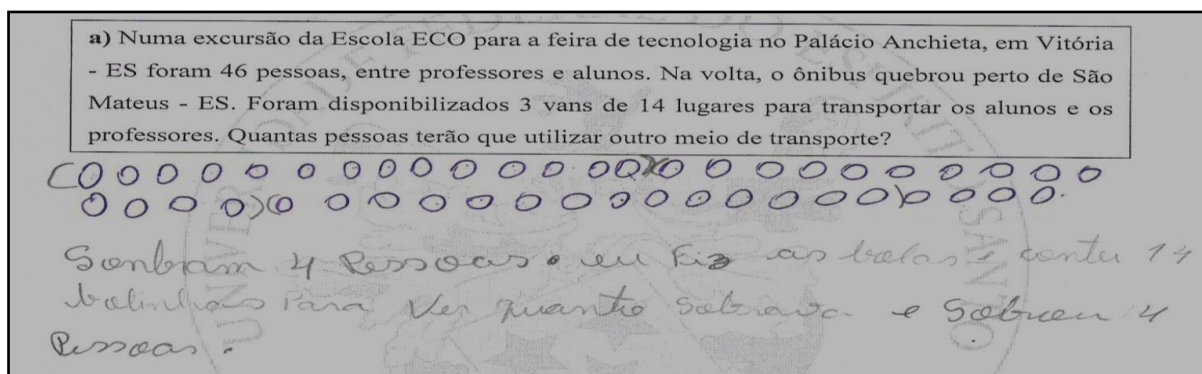 a) Numa excursão da Escola ECO para a feira de tecnologia no Palácio Anchieta, em Vitória
- ES foram 46 pessoas, entre professores e alunos. Na volta, o ônibus quebrou perto de São
Mateus - ES. Foram disponibilizados 3 vans de 14 lugares para transportar os alunos e os
professores. Quantas pessoas terão que utilizar outro meio de transporte?
4 Pessoas. eu Fiz as bolas e contei 14
bolinhas Para Ver quanto sobrava e Sobrou 4
Pessoas.